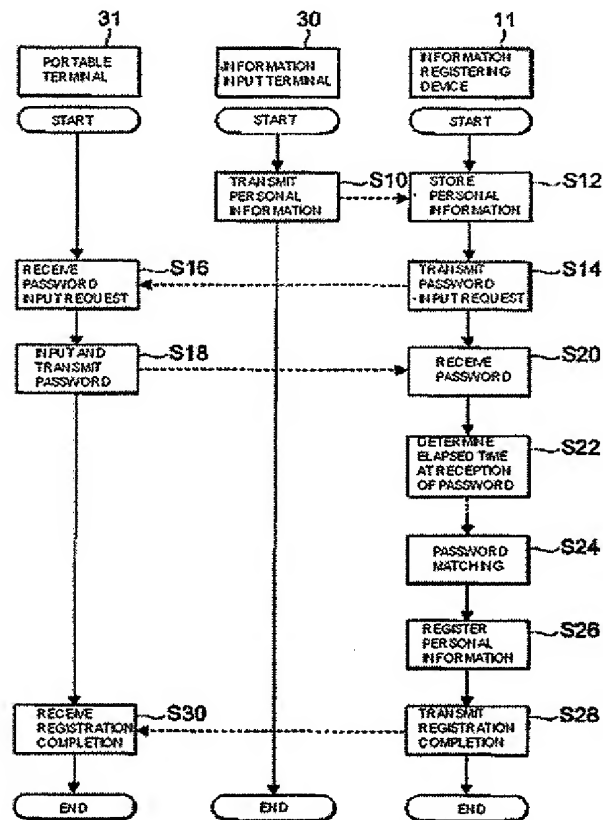 31
30
11
PORTABLE
TERMINAL
INFORMATION
INPUT TERMINAL
INFORMATION
REGISTERING
DEVICE
START
START
START
TRANSMIT
PERSONAL
INFORMATION
S10
STORE
PERSONAL
INFORMATION
S12
RECEIVE
PASSWORD
INPUT REQUEST
S16
TRANSMIT
PASSWORD
INPUT REQUEST
S14
INPUT AND
TRANSMIT
PASSWORD
S18
RECEIVE
PASSWORD
S20
DETERMINE
ELAPSED TIME
AT RECEPTION
OF PASSWORD
S22
PASSWORD
MATCHING
S24
REGISTER
PERSONAL
INFORMATION
S26
RECEIVE
REGISTRATION
COMPLETION
S30
TRANSMIT
REGISTRATION
COMPLETION
S28
END
END
END